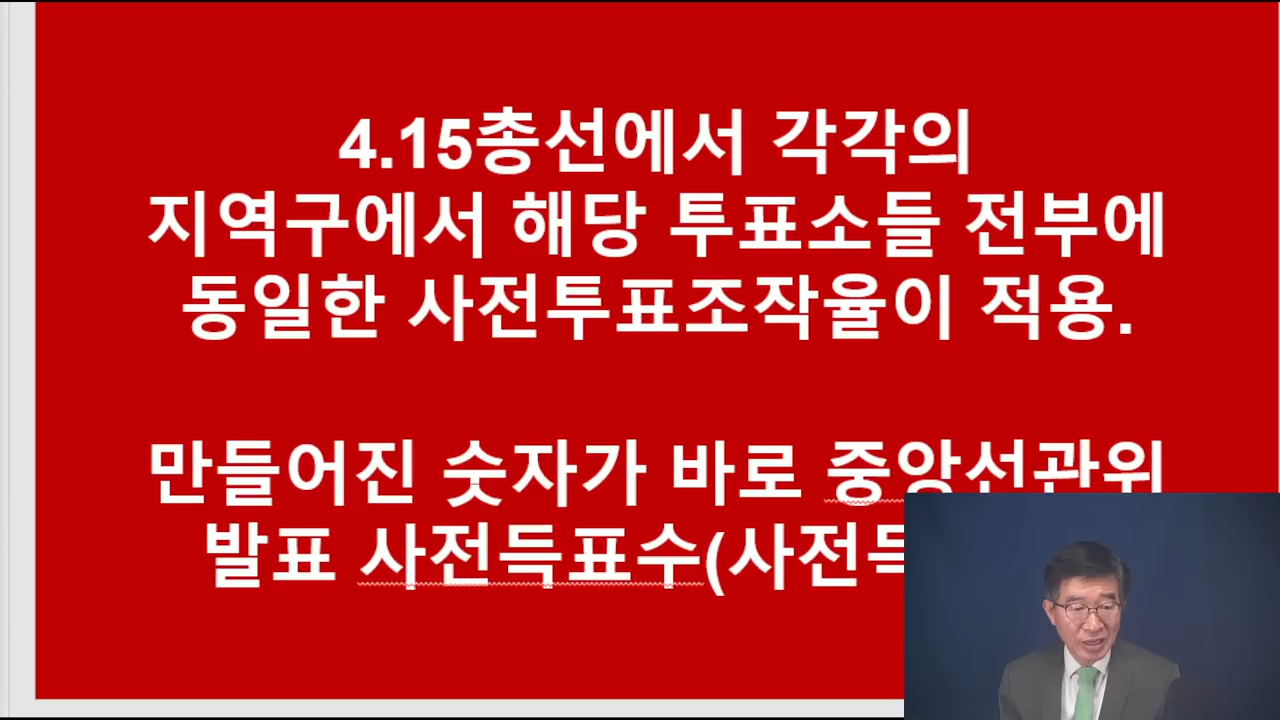 4.15총선에서 각각의
지역구에서 해당 투표소들 전부에
동일한 사전투표조작율이 적용.
만들어진 숫자가 바로 중앙선관위
발표 사전득표수(사전득